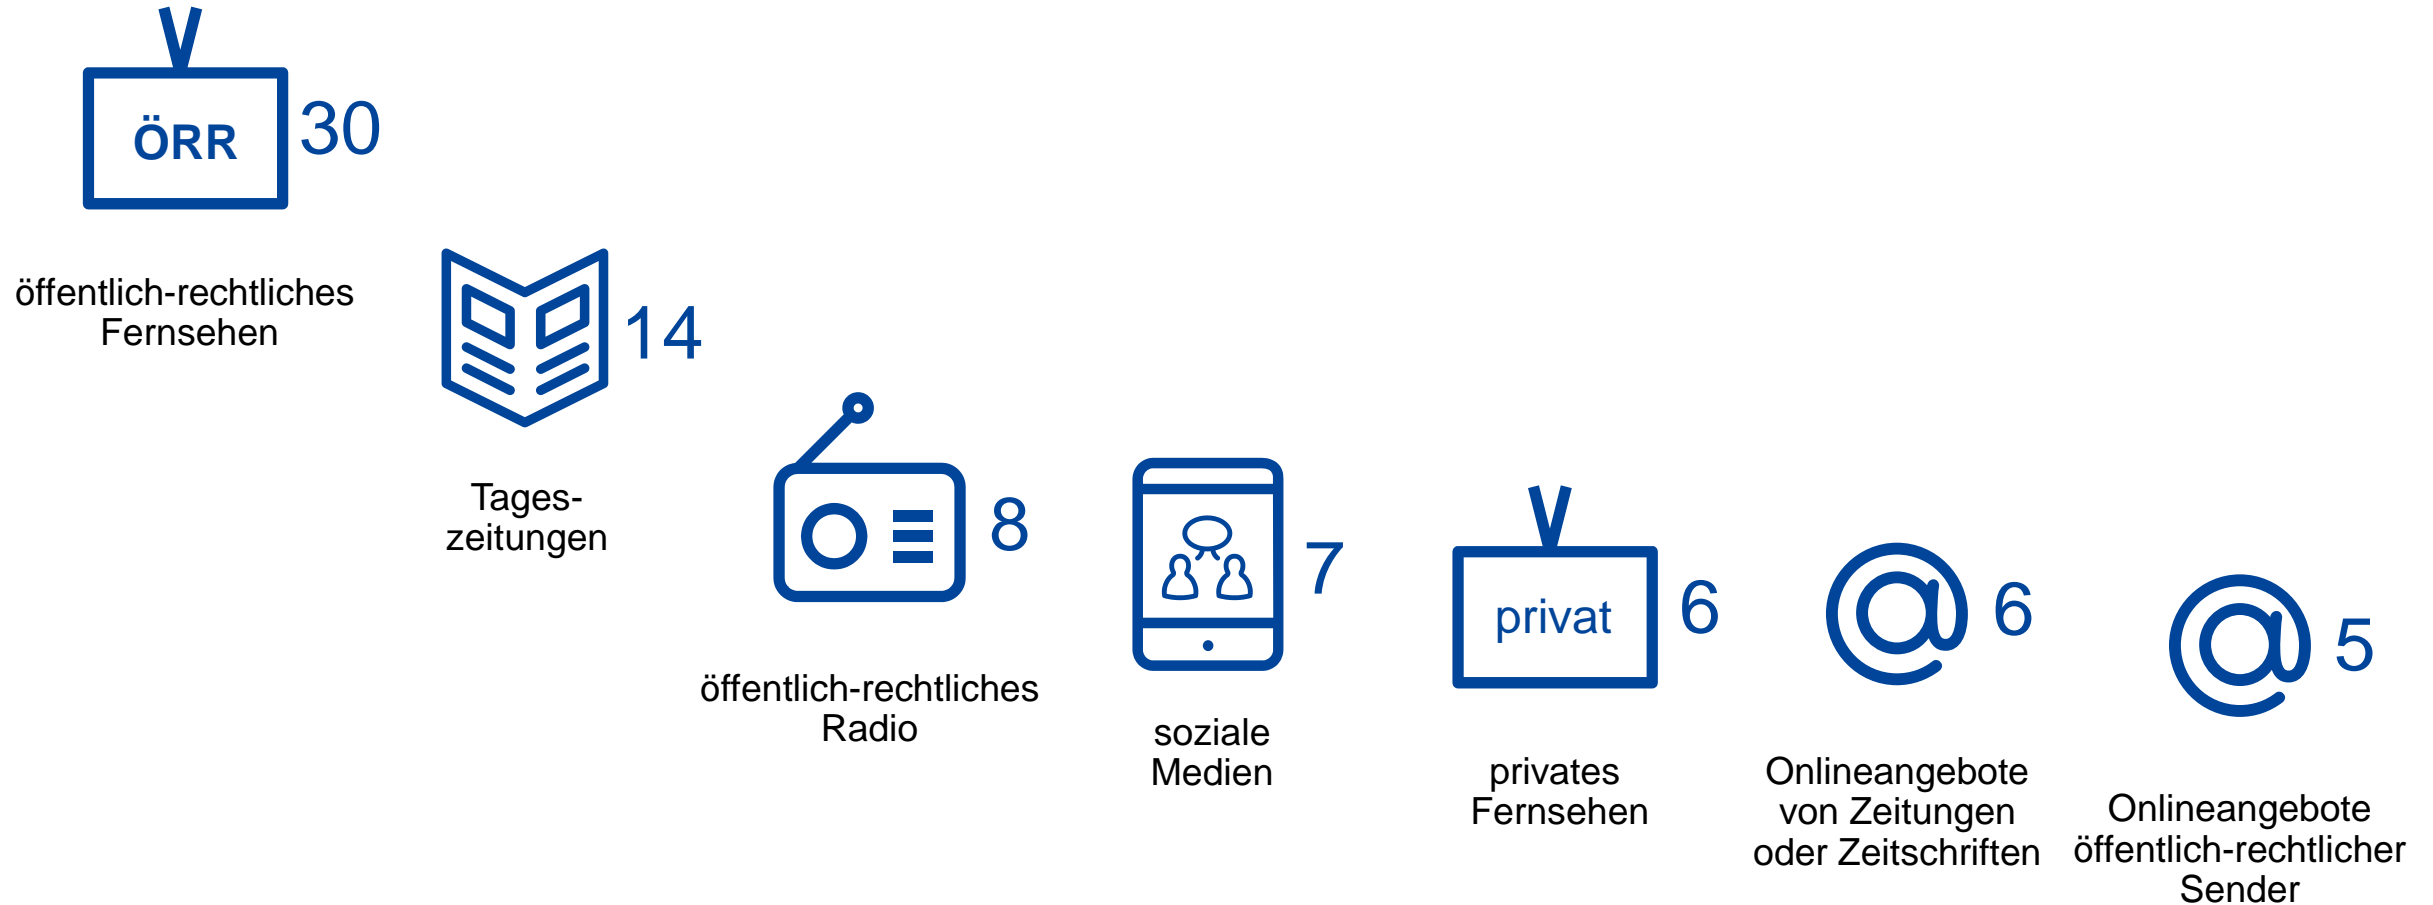 ÖRR
30
öffentlich-rechtliches
Fernsehen
14
Tages-
zeitungen
8
öffentlich-rechtliches
Radio
7
soziale
Medien
privat
6
privates
Fernsehen
6
Onlineangebote
von Zeitungen
oder Zeitschriften
5
Onlineangebote
öffentlich-rechtlicher
Sender